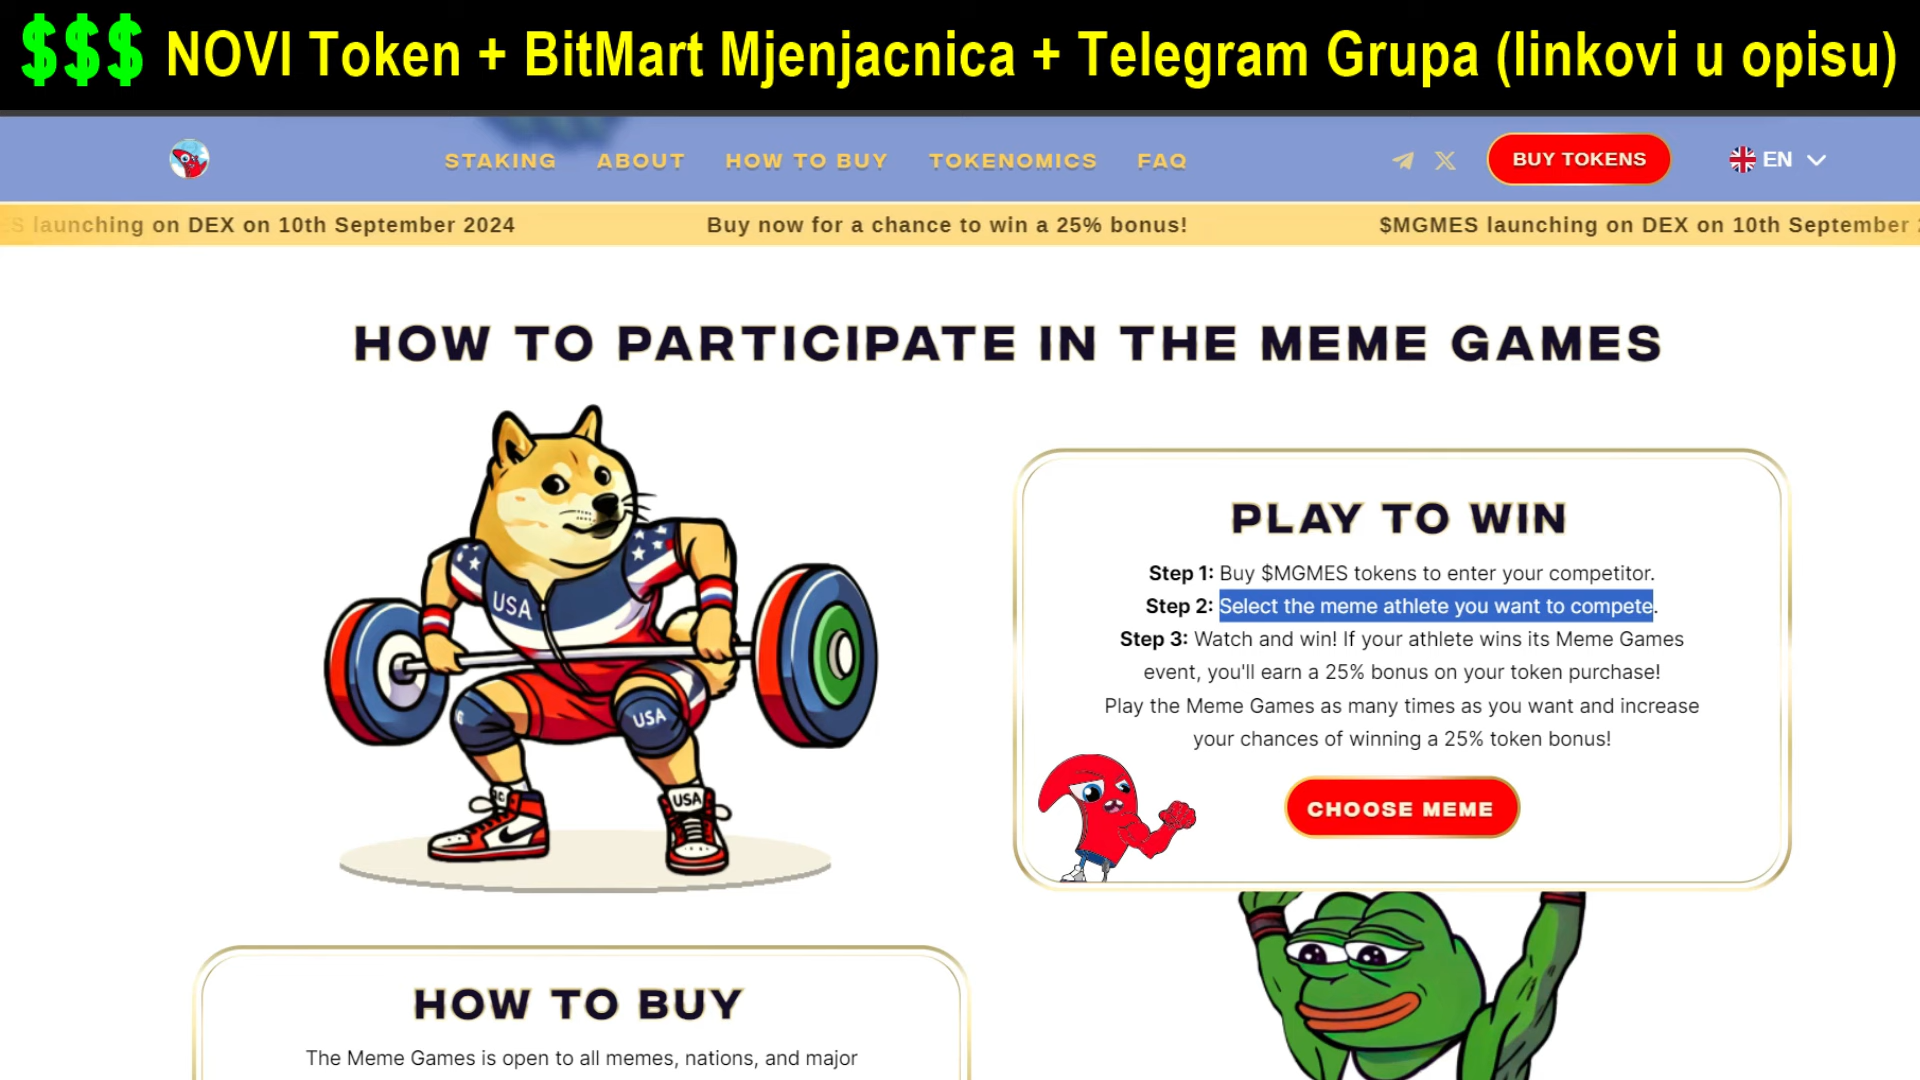 $$$ NOVI Token + BitMart Mjenjacnica + Telegram Grupa (linkovi u opisu)
STAKING ABOUT HOW TO BUY TOKENOMICS FAQ BUY TOKENS EN
ES launching on DEX on 10th September 2024 Buy now for a chance to win a 25% bonus! $MGMES launching on DEX on 10th September
HOW TO PARTICIPATE IN THE MEME GAMES
PLAY TO WIN
Step 1: Buy $MGMES tokens to enter your competitor.
Step 2: Select the meme athlete you want to compete.
Step 3: Watch and win! If your athlete wins its Meme Games
event, you'll earn a 25% bonus on your token purchase!
Play the Meme Games as many times as you want and increase
your chances of winning a 25% token bonus!
CHOOSE MEME
USA
USA
USA
HOW TO BUY
The Meme Games is open to all memes, nations, and major